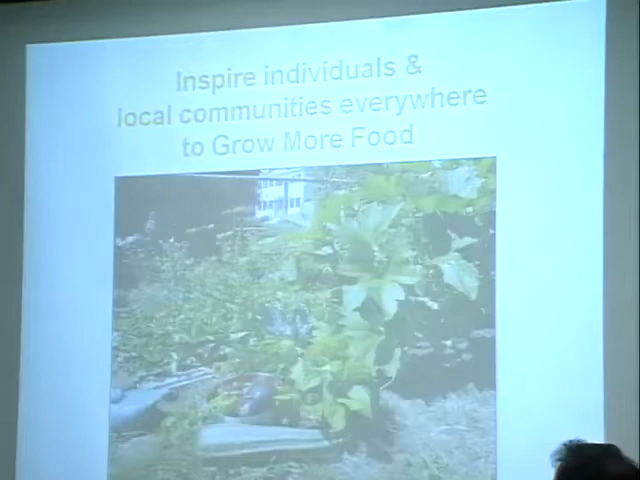 Inspire individuals &
local communities everywhere
to Grow More Food